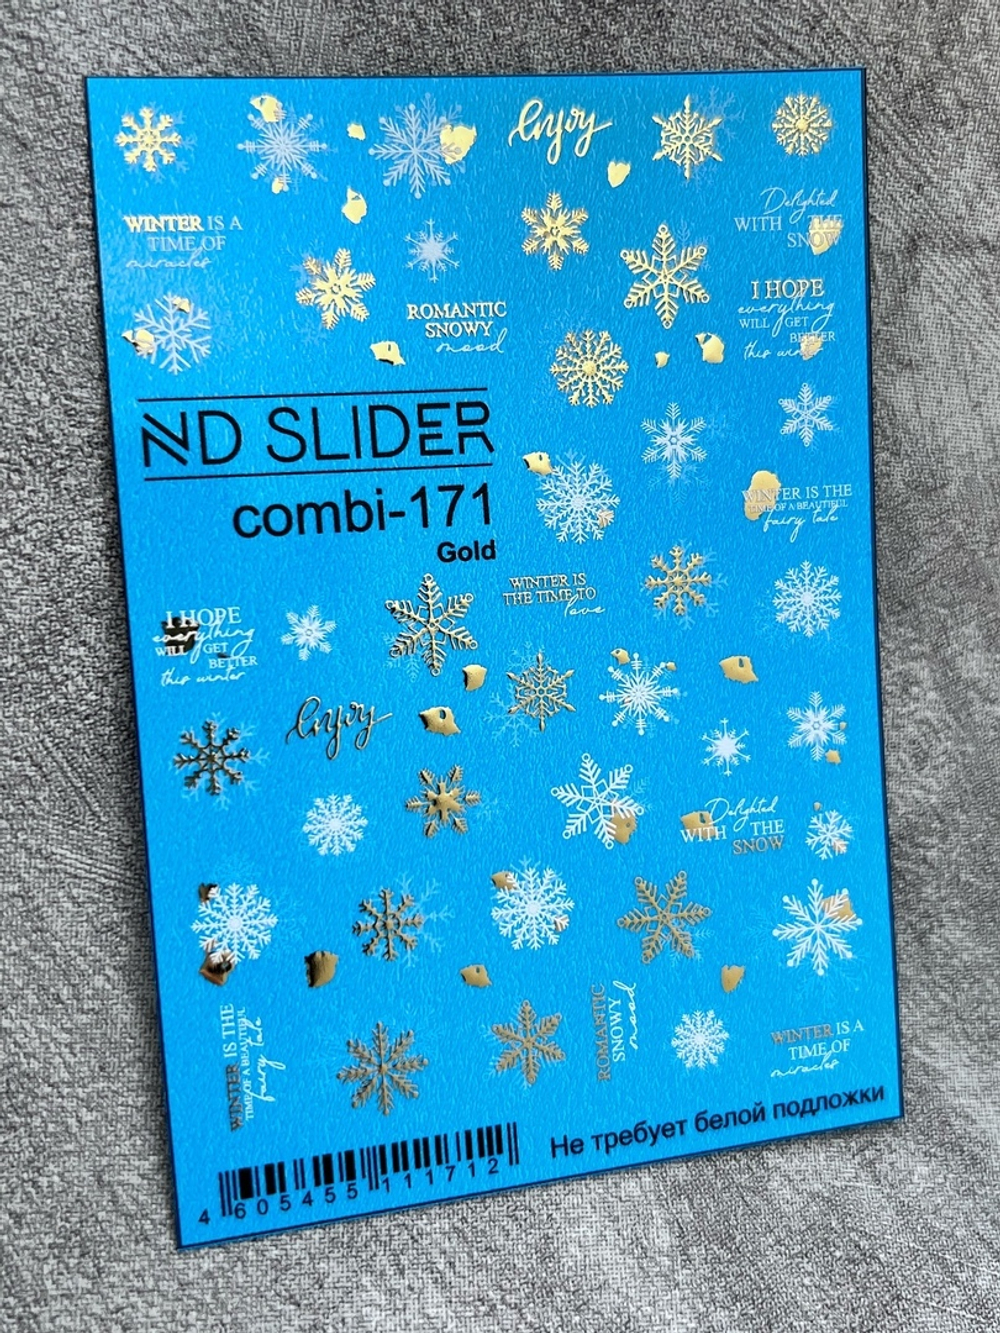 Enjoy
WINTER IS A
TIME OF
miracles
Delighted
WITH THE
SNOW
ROMANTIC
SNOWY
mood
I HOPE
everything
WILL GET
BETTER
this winter
ND SLIDER
combi-171
Gold
WINTER IS THE
TIME OF A BEAUTIFUL
fairy tale
WINTER IS
THE TIME TO
love
I HOPE
everything
WILL GET
BETTER
this winter
Enjoy
Delighted
WITH THE
SNOW
WINTER IS THE
TIME OF A BEAUTIFUL
fairy tale
ROMANTIC
SNOWY
mood
WINTER IS A
TIME OF
miracles
Не требует белой подложки
4 605455 111712